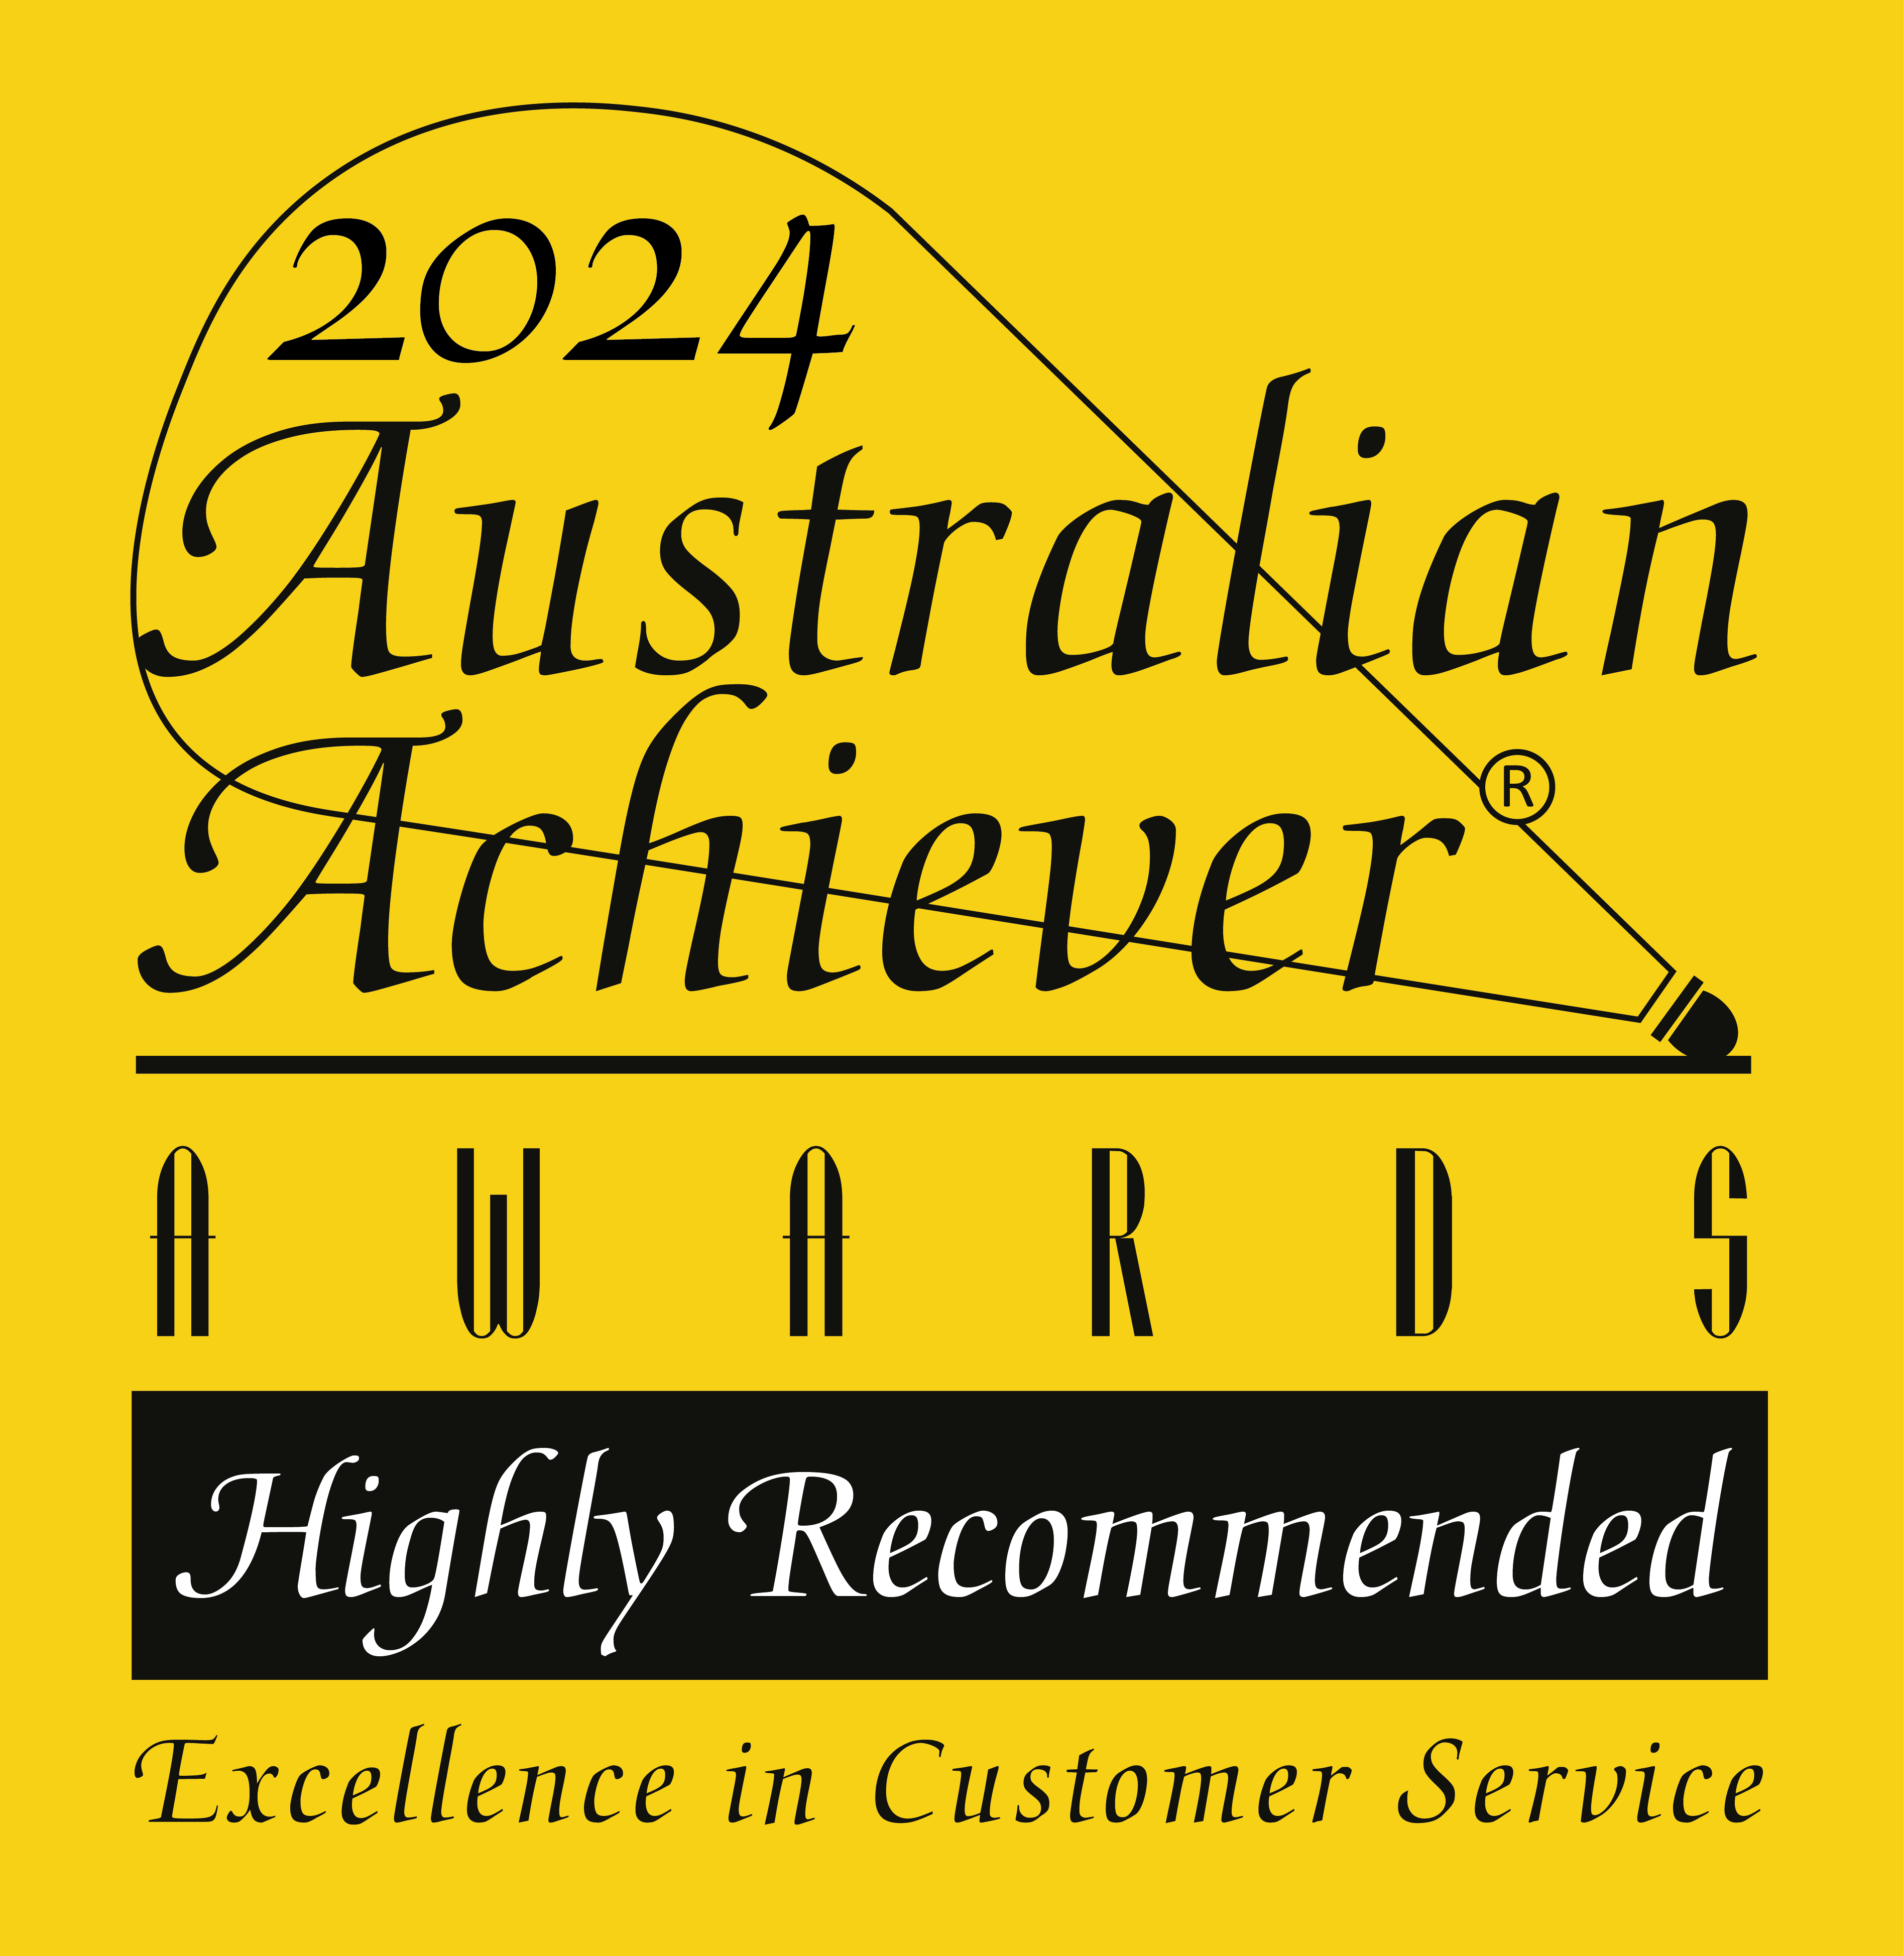 2024
Australian
Achiever®
AWARDS
Highly Recommended
Excellence in Customer Service